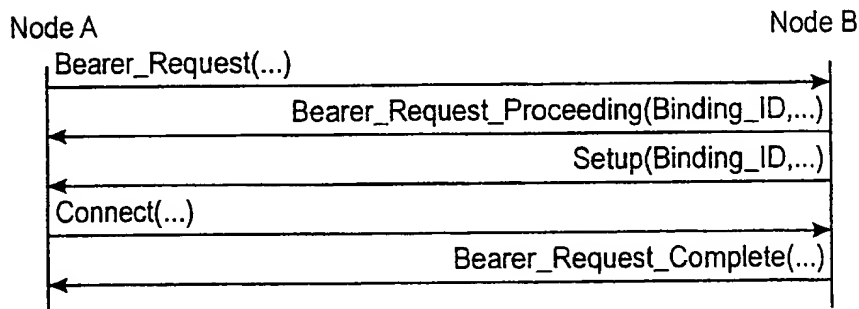 Node A
Node B
Bearer_Request(...)
Bearer_Request_Proceeding(Binding_ID,...)
Setup(Binding_ID,...)
Connect(...)
Bearer_Request_Complete(...)